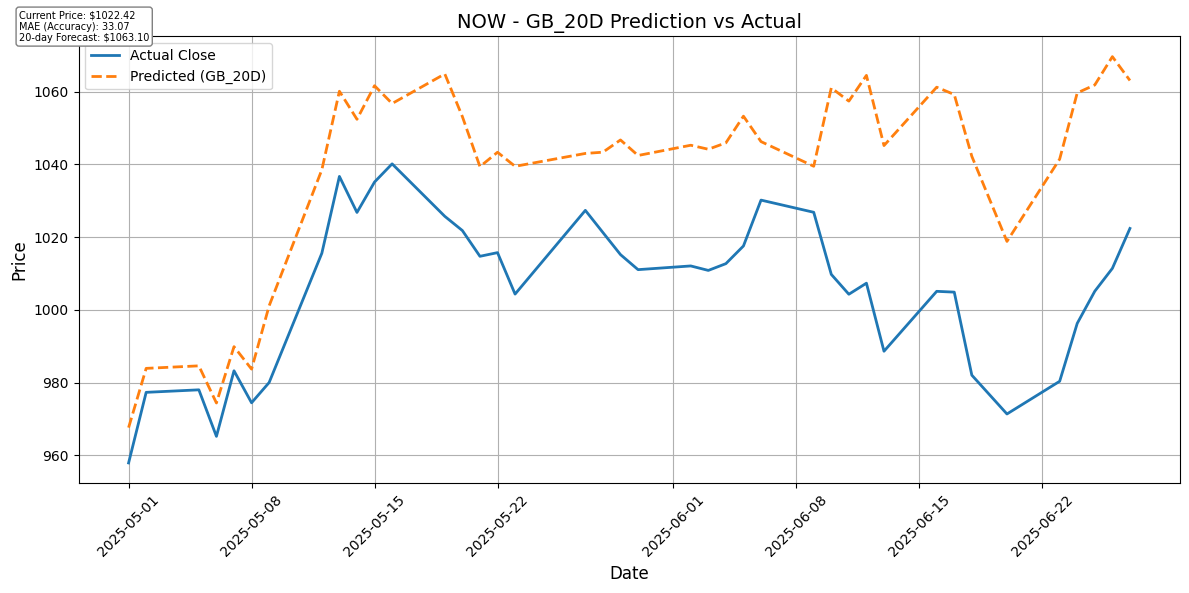 NOW - GB_20D Prediction vs Actual
Current Price: $1022.42
MAE (Accuracy): 33.07
20-day Forecast: $1063.10
Actual Close
Predicted (GB_20D)
Price
1060
1040
1020
1000
980
960
2025-05-01
2025-05-08
2025-05-15
2025-05-22
2025-06-01
2025-06-08
2025-06-15
2025-06-22
Date